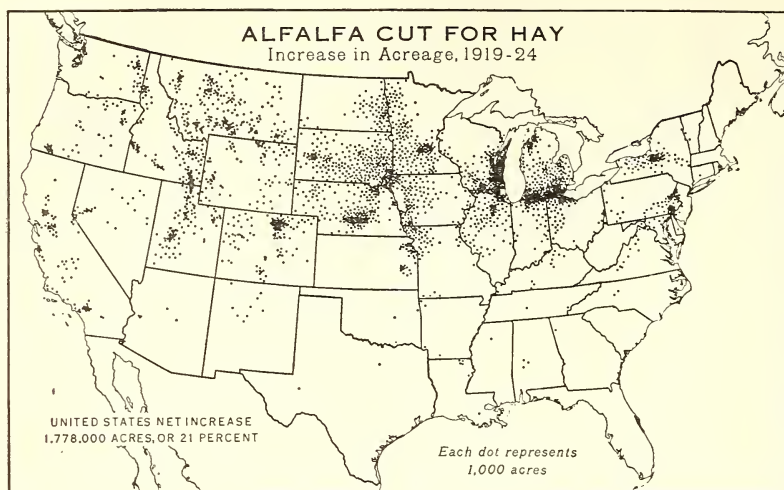 ALFALFA CUT FOR HAY
Increase in Acreage, 1919-24
UNITED STATES NET INCREASE
1,778,000 ACRES, OR 21 PERCENT
Each dot represents
1,000 acres